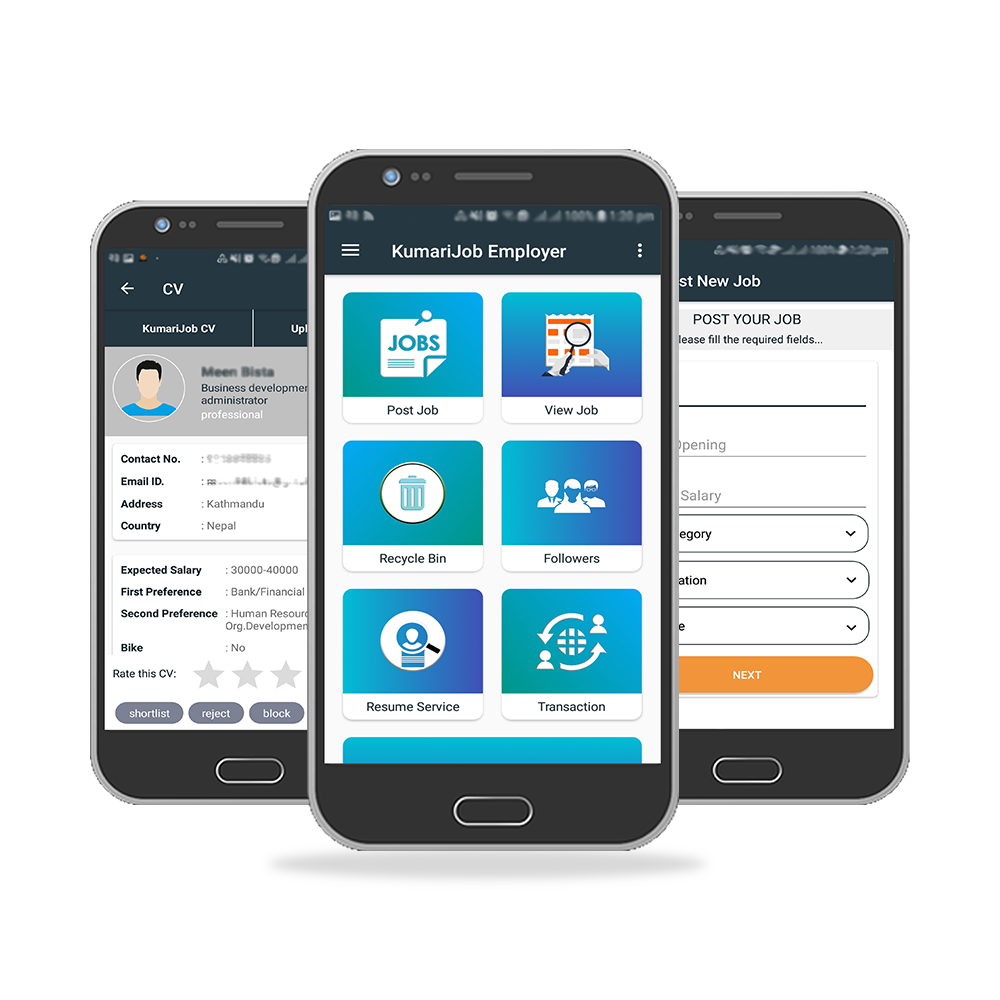 CV
KumariJob CV
Upl
Meen Bista
Business developmen
administrator
professional
Contact No. :
Email ID. :
Address : Kathmandu
Country : Nepal
Expected Salary : 30000-40000
First Preference : Bank/Financial
Second Preference : Human Resourc
Org.Developmen
Bike : No
Rate this CV:
shortlist reject block
100% 1:20 pm
KumariJob Employer
JOBS
Post Job
View Job
Recycle Bin
Followers
Resume Service
Transaction
st New Job
POST YOUR JOB
lease fill the required fields...
Opening
Salary
egory
ation
e
NEXT